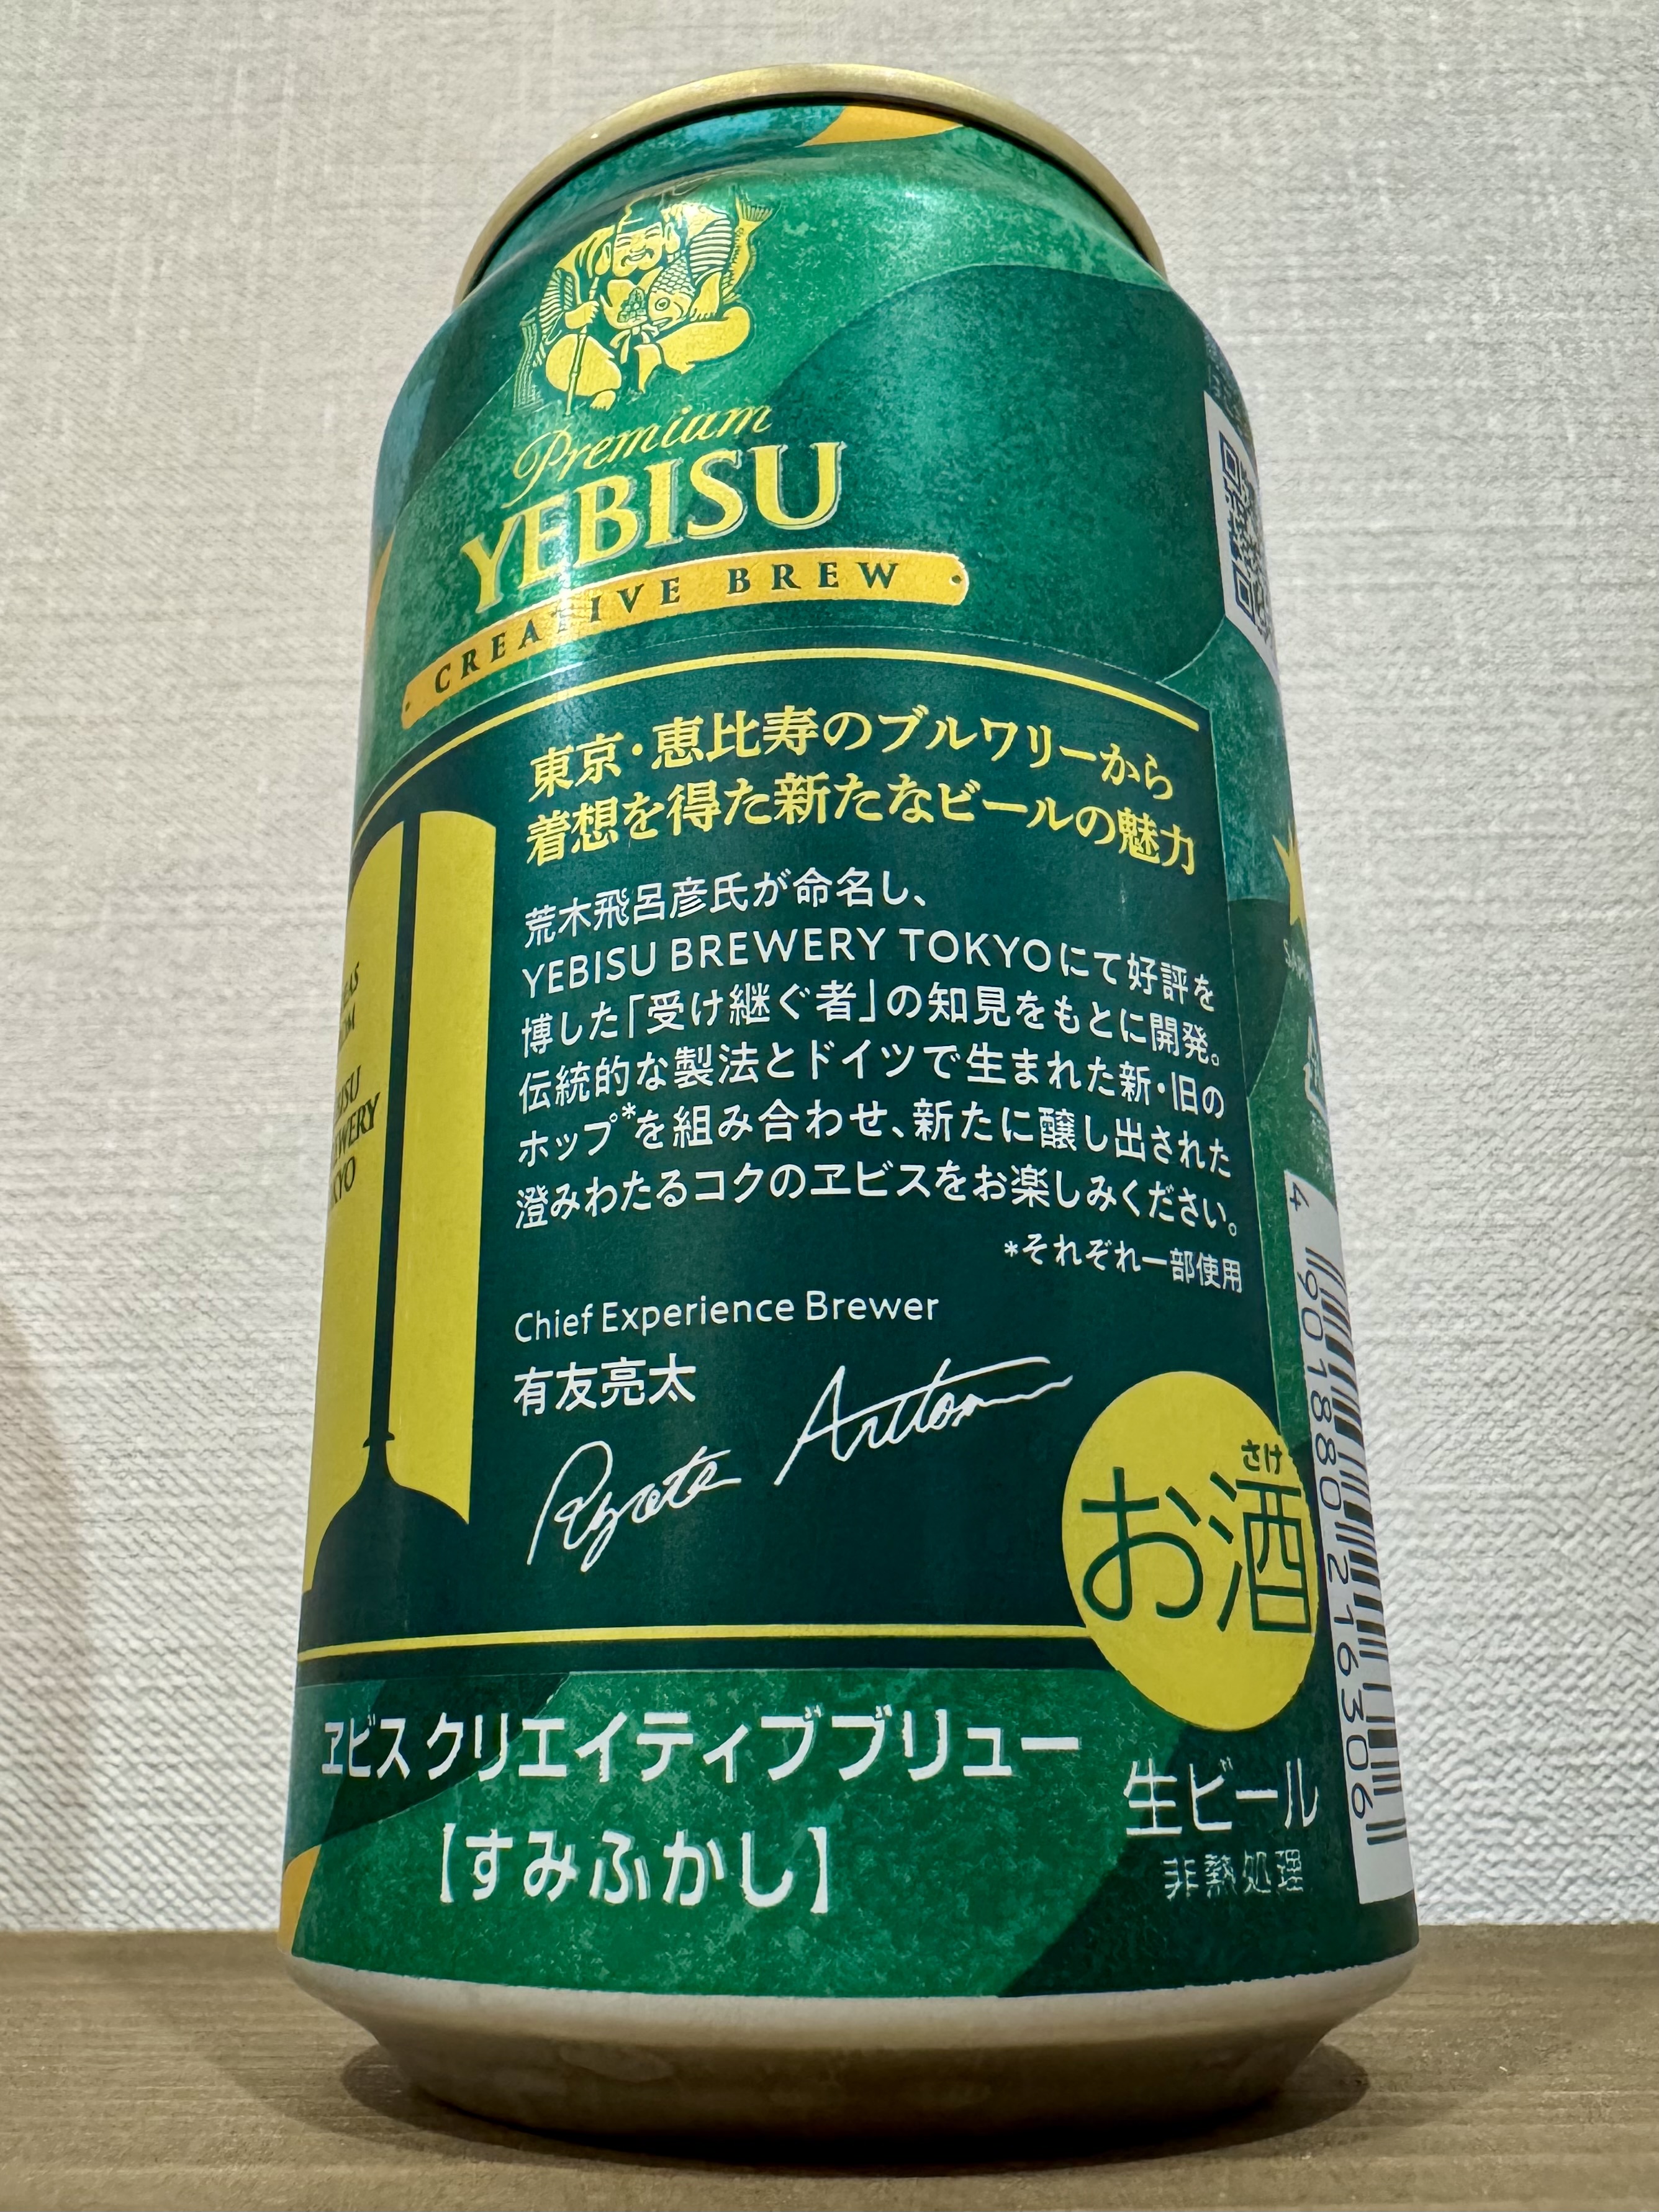 Premium
YEBISU
CREATIVE BREW
東京・恵比寿のブルワリーから
着想を得た新たなビールの魅力
荒木飛呂彦氏が命名し、
YEBISU BREWERY TOKYOにて好評を
博した「受け継ぐ者」の知見をもとに開発。
伝統的な製法とドイツで生まれた新・旧の
ホップ*を組み合わせ、新たに醸し出された
澄みわたるコクのヱビスをお楽しみください。
*それぞれ一部使用
Chief Experience Brewer
有友亮太
Ryota Aritomo
さけ
お酒
ヱビス クリエイティブブリュー
【すみふかし】
生ビール
非熱処理
4 901880 216306